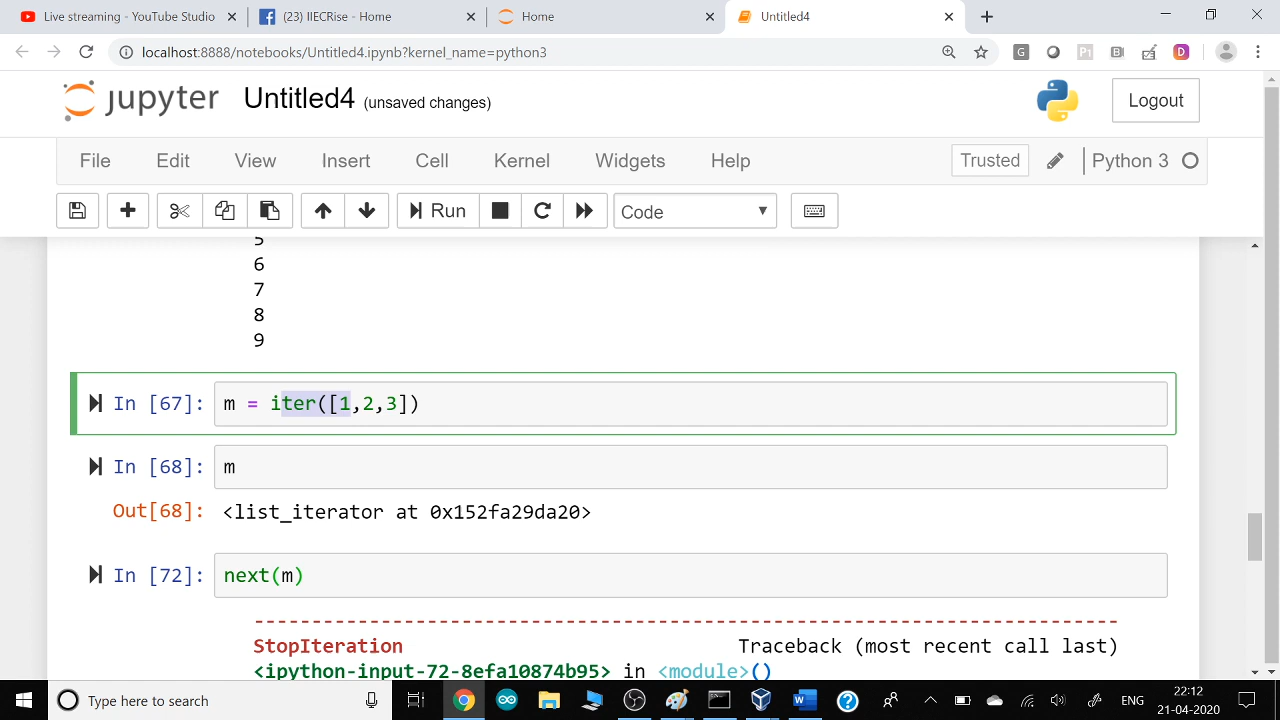 Live streaming - YouTube Studio
(23) IIECRise - Home
Home
Untitled4
localhost:8888/notebooks/Untitled4.ipynb?kernel_name=python3
jupyter Untitled4 (unsaved changes)
Logout
File Edit View Insert Cell Kernel Widgets Help
Trusted
Python 3
Run
Code
5
6
7
8
9
In [67]: m = iter([1,2,3])
In [68]: m
Out[68]: <list_iterator at 0x152fa29da20>
In [72]: next(m)
---------------------------------------------------------------------------
StopIteration Traceback (most recent call last)
<ipython-input-72-8efa10874b95> in <module>()
Type here to search
ENG
22:12
21-04-2020